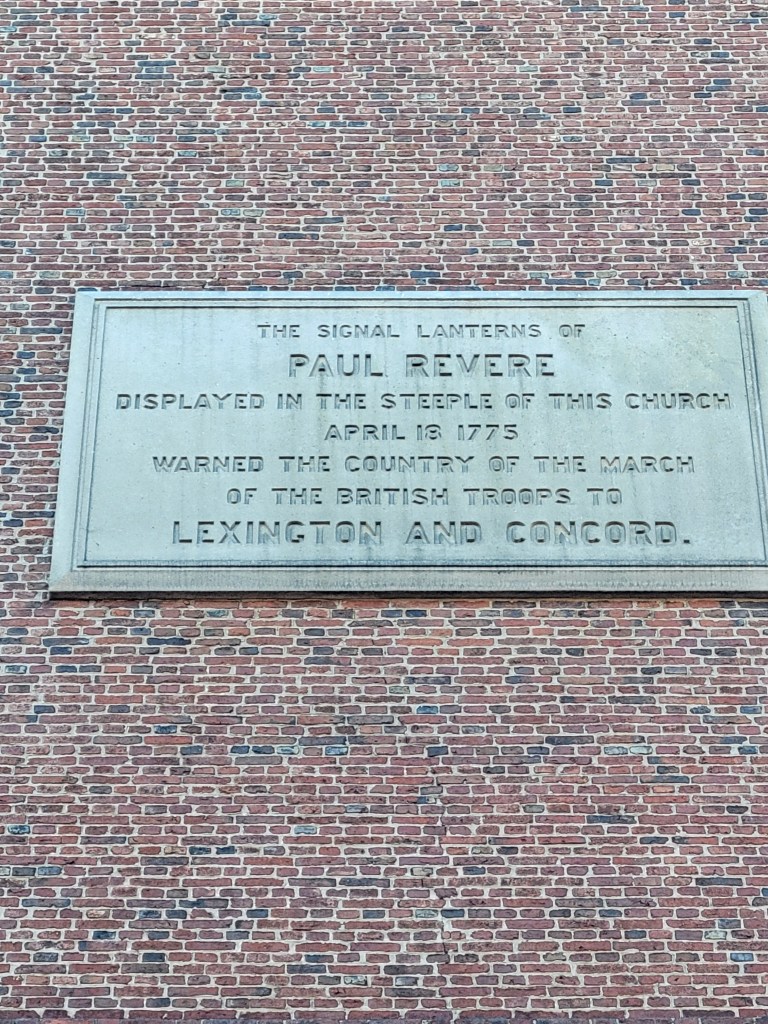 THE SIGNAL LANTERNS OF
PAUL REVERE
DISPLAYED IN THE STEEPLE OF THIS CHURCH
APRIL 18 1775
WARNED THE COUNTRY OF THE MARCH
OF THE BRITISH TROOPS TO
LEXINGTON AND CONCORD.